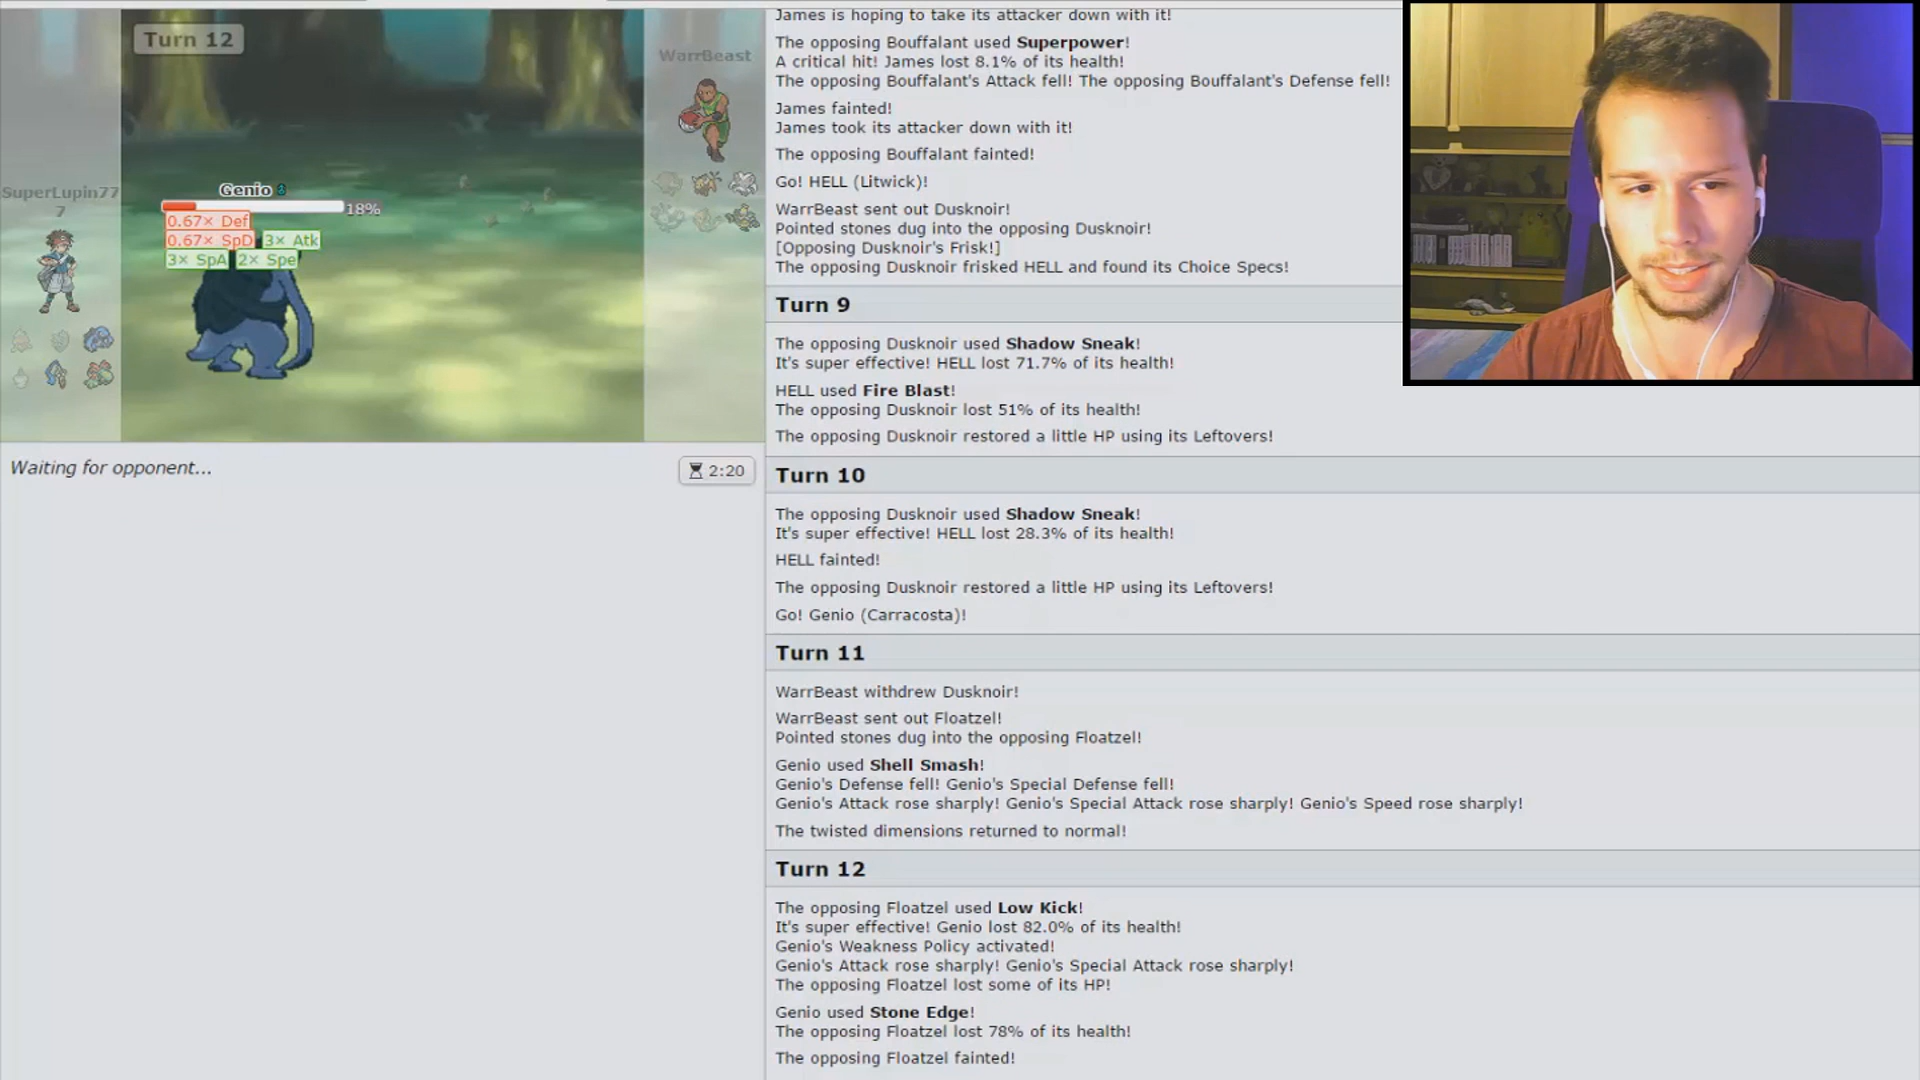 Turn 12
WarrBeast
SuperLupin77
7
Genio
18%
0.67× Def
0.67× SpD 3× Atk
3× SpA 2× Spe
Waiting for opponent...
2:20
James is hoping to take its attacker down with it!
The opposing Bouffalant used Superpower!
A critical hit! James lost 8.1% of its health!
The opposing Bouffalant's Attack fell! The opposing Bouffalant's Defense fell!
James fainted!
James took its attacker down with it!
The opposing Bouffalant fainted!
Go! HELL (Litwick)!
WarrBeast sent out Dusknoir!
Pointed stones dug into the opposing Dusknoir!
[Opposing Dusknoir's Frisk!]
The opposing Dusknoir frisked HELL and found its Choice Specs!
Turn 9
The opposing Dusknoir used Shadow Sneak!
It's super effective! HELL lost 71.7% of its health!
HELL used Fire Blast!
The opposing Dusknoir lost 51% of its health!
The opposing Dusknoir restored a little HP using its Leftovers!
Turn 10
The opposing Dusknoir used Shadow Sneak!
It's super effective! HELL lost 28.3% of its health!
HELL fainted!
The opposing Dusknoir restored a little HP using its Leftovers!
Go! Genio (Carracosta)!
Turn 11
WarrBeast withdrew Dusknoir!
WarrBeast sent out Floatzel!
Pointed stones dug into the opposing Floatzel!
Genio used Shell Smash!
Genio's Defense fell! Genio's Special Defense fell!
Genio's Attack rose sharply! Genio's Special Attack rose sharply! Genio's Speed rose sharply!
The twisted dimensions returned to normal!
Turn 12
The opposing Floatzel used Low Kick!
It's super effective! Genio lost 82.0% of its health!
Genio's Weakness Policy activated!
Genio's Attack rose sharply! Genio's Special Attack rose sharply!
The opposing Floatzel lost some of its HP!
Genio used Stone Edge!
The opposing Floatzel lost 78% of its health!
The opposing Floatzel fainted!